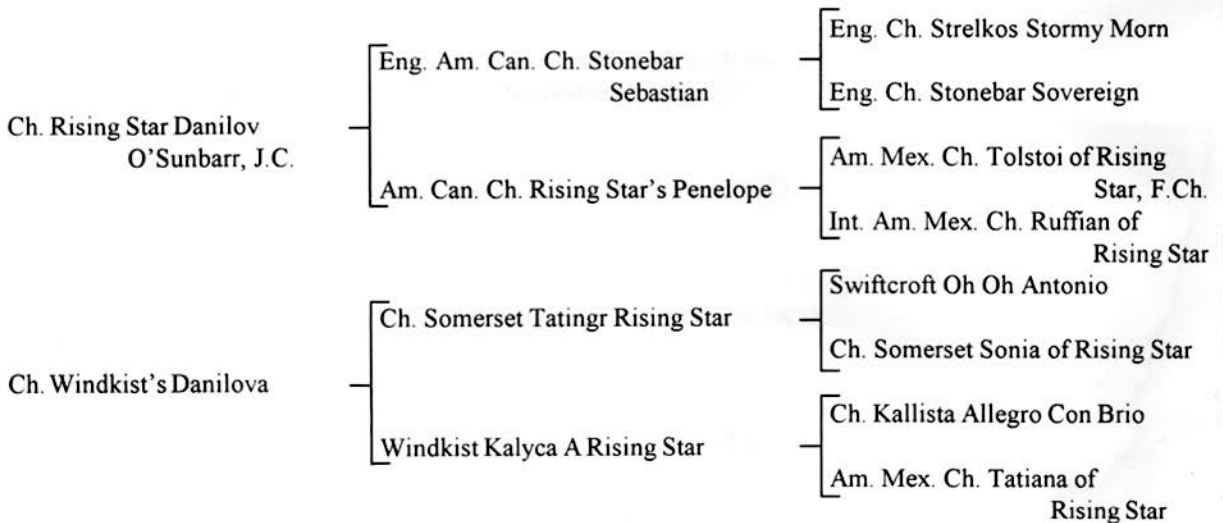 Ch. Rising Star Danilov
O'Sunbarr, J.C.
Eng. Am. Can. Ch. Stonebar
Sebastian
Eng. Ch. Strelkos Stormy Morn
Eng. Ch. Stonebar Sovereign
Am. Can. Ch. Rising Star's Penelope
Am. Mex. Ch. Tolstoi of Rising
Star, F.Ch.
Int. Am. Mex. Ch. Ruffian of
Rising Star
Ch. Windkist's Danilova
Ch. Somerset Tatingr Rising Star
Swiftcroft Oh Oh Antonio
Ch. Somerset Sonia of Rising Star
Windkist Kalyca A Rising Star
Ch. Kallista Allegro Con Brio
Am. Mex. Ch. Tatiana of
Rising Star